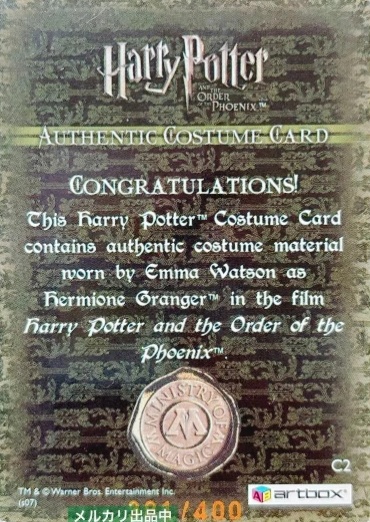 Harry Potter
AND THE
ORDER
OF THE
PHOENIX™
AUTHENTIC COSTUME CARD
CONGRATULATIONS!
This Harry Potter™ Costume Card
contains authentic costume material
worn by Emma Watson as
Hermione Granger™ in the film
Harry Potter and the Order of the
Phoenix™.
MINISTRY OF
M
MAGIC
C2
TM & © Warner Bros. Entertainment Inc.
(s07)
artbox
メルカリ出品中
/400